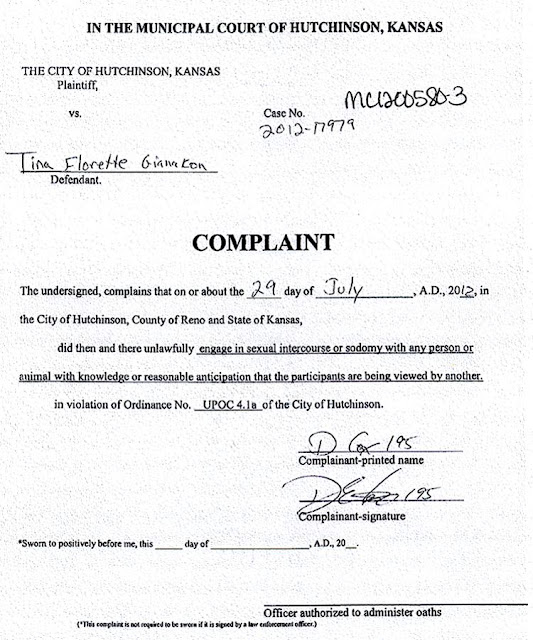 IN THE MUNICIPAL COURT OF HUTCHINSON, KANSAS
THE CITY OF HUTCHINSON, KANSAS
Plaintiff,
vs.
Case No.
2012-17979
Tina Florette
Defendant.
COMPLAINT
The undersigned, complains that on or about the 29 day of July, A.D., 2012, in
the City of Hutchinson, County of Reno and State of Kansas,
did then and there unlawfully engage in sexual intercourse or sodomy with any person or
animal with knowledge or reasonable anticipation that the participants are being viewed by another.
in violation of Ordinance No. UPOC 4.1a of the City of Hutchinson.
D Cox 195
Complainant-printed name
195
Complainant-signature
*Sworn to positively before me, this _____ day of _______________, A.D., 20__.
Officer authorized to administer oaths
(*This complaint is not required to be sworn if it is signed by a law enforcement officer.)